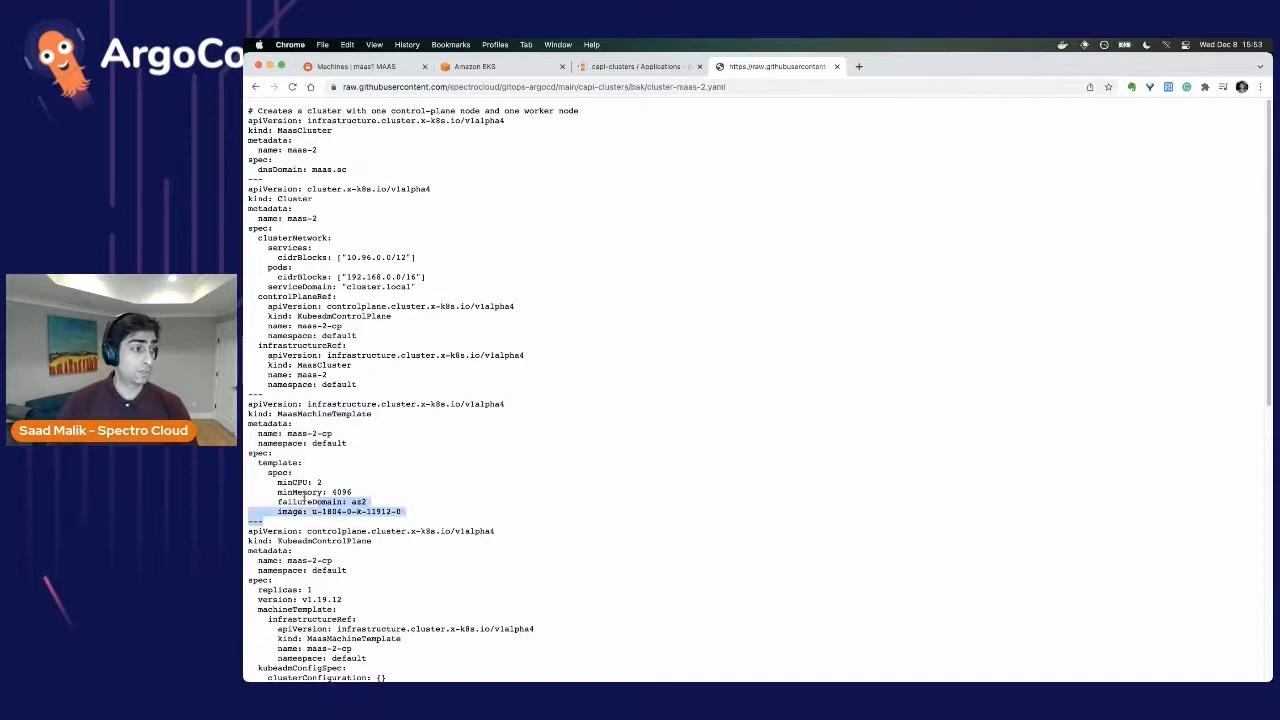 ArgoCo
Chrome File Edit View History Bookmarks Profiles Tab Window Help
Wed Dec 8 15:53
Machines | maas1 MAAS
Amazon EKS
capi-clusters / Applications - A
https://raw.githubusercontent
raw.githubusercontent.com/spectrocloud/gitops-argocd/main/capi-clusters/bak/cluster-maas-2.yaml
# Creates a cluster with one control-plane node and one worker node
apiVersion: infrastructure.cluster.x-k8s.io/v1alpha4
kind: MaasCluster
metadata:
  name: maas-2
spec:
  dnsDomain: maas.sc
---
apiVersion: cluster.x-k8s.io/v1alpha4
kind: Cluster
metadata:
  name: maas-2
spec:
  clusterNetwork:
    services:
      cidrBlocks: ["10.96.0.0/12"]
    pods:
      cidrBlocks: ["192.168.0.0/16"]
    serviceDomain: "cluster.local"
  controlPlaneRef:
    apiVersion: controlplane.cluster.x-k8s.io/v1alpha4
    kind: KubeadmControlPlane
    name: maas-2-cp
    namespace: default
  infrastructureRef:
    apiVersion: infrastructure.cluster.x-k8s.io/v1alpha4
    kind: MaasCluster
    name: maas-2
    namespace: default
---
apiVersion: infrastructure.cluster.x-k8s.io/v1alpha4
kind: MaasMachineTemplate
metadata:
  name: maas-2-cp
  namespace: default
spec:
  template:
    spec:
      minCPU: 2
      minMemory: 4096
      failureDomain: az2
      image: u-1804-0-k-11912-0
---
apiVersion: controlplane.cluster.x-k8s.io/v1alpha4
kind: KubeadmControlPlane
metadata:
  name: maas-2-cp
  namespace: default
spec:
  replicas: 1
  version: v1.19.12
  machineTemplate:
    infrastructureRef:
      apiVersion: infrastructure.cluster.x-k8s.io/v1alpha4
      kind: MaasMachineTemplate
      name: maas-2-cp
      namespace: default
  kubeadmConfigSpec:
    clusterConfiguration: {}
Saad Malik - Spectro Cloud